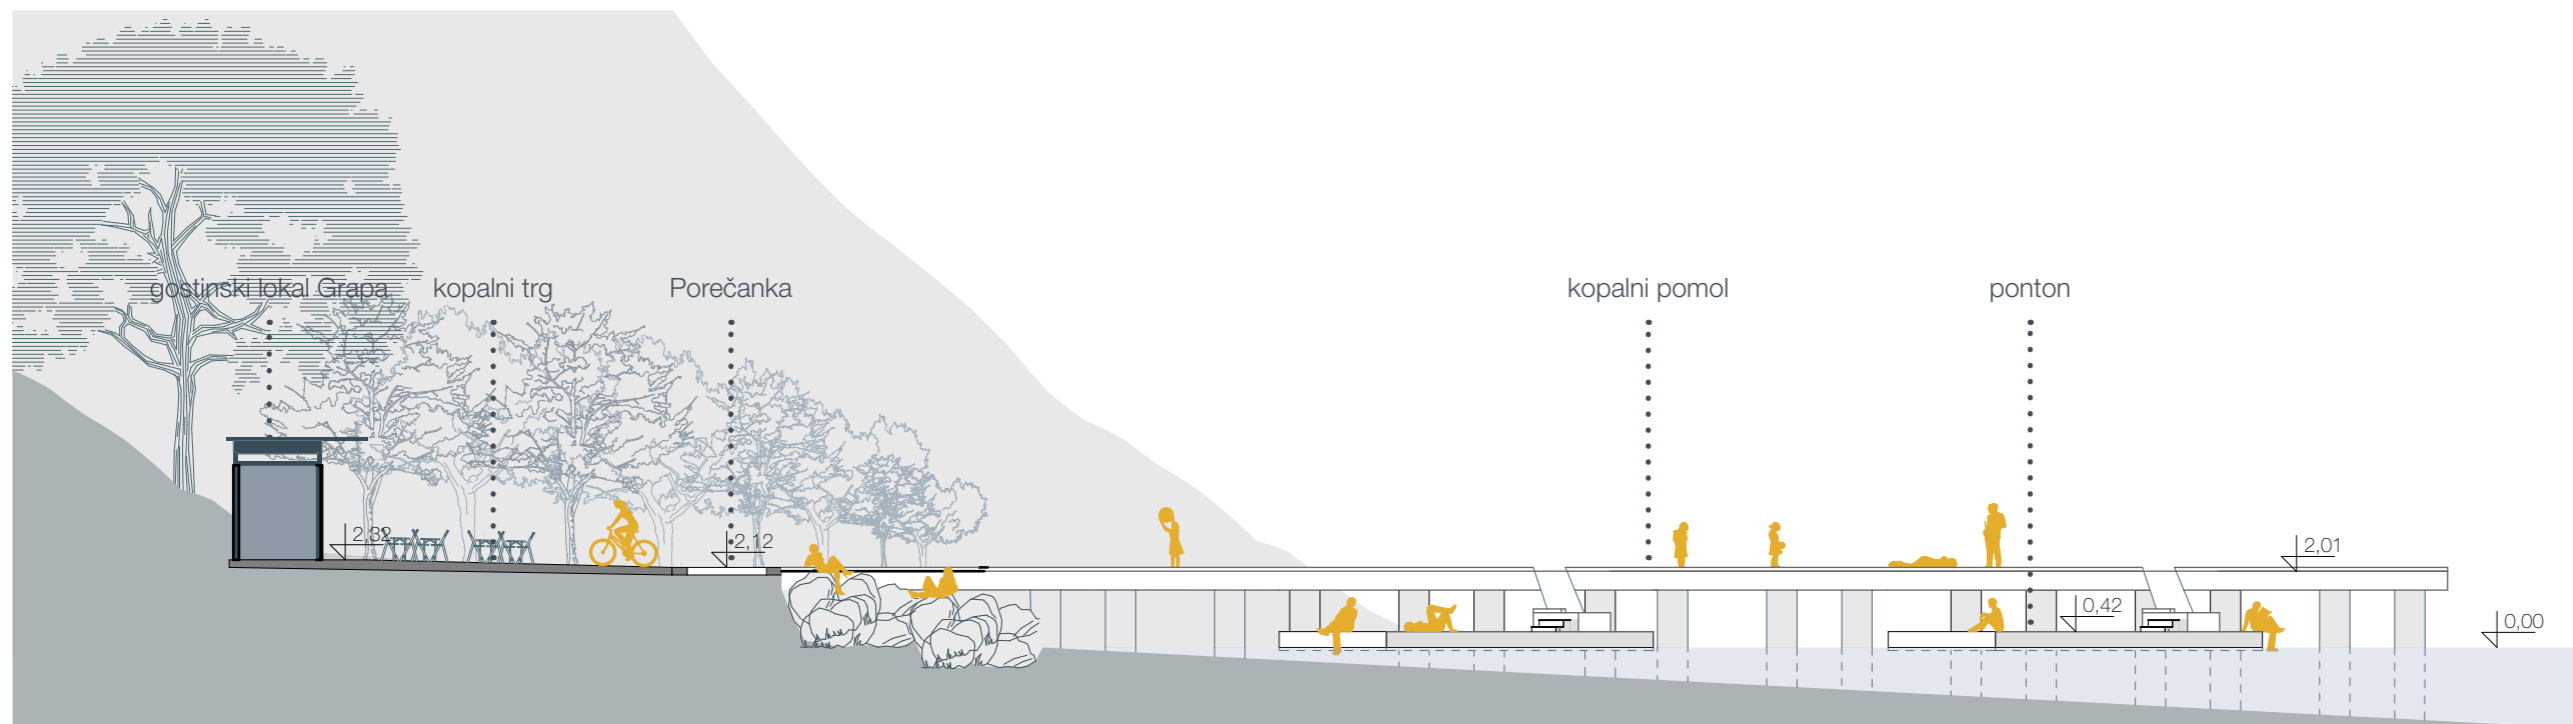 gostinski lokal Grapa
kopalni trg
Porečanka
kopalni pomol
ponton
2,32
2,12
2,01
0,42
0,00